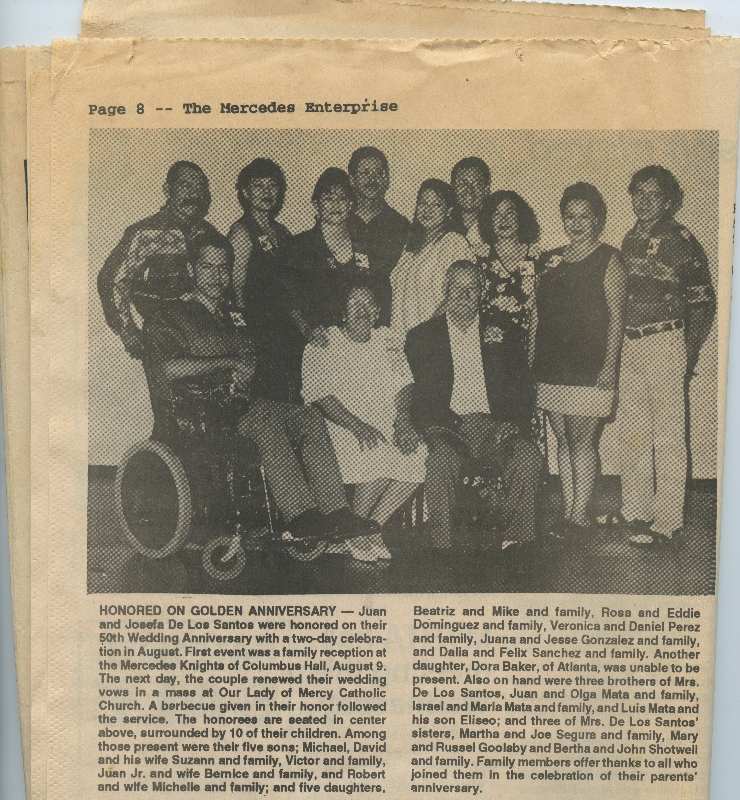 Page 8 -- The Mercedes Enterprise
HONORED ON GOLDEN ANNIVERSARY — Juan
and Josefa De Los Santos were honored on their
50th Wedding Anniversary with a two-day celebra-
tion in August. First event was a family reception at
the Mercedes Knights of Columbus Hall, August 9.
The next day, the couple renewed their wedding
vows in a mass at Our Lady of Mercy Catholic
Church. A barbecue given in their honor followed
the service. The honorees are seated in center
above, surrounded by 10 of their children. Among
those present were their five sons; Michael, David
and his wife Suzann and family, Victor and family,
Juan Jr. and wife Bernice and family, and Robert
and wife Michelle and family; and five daughters,
Beatriz and Mike and family, Rosa and Eddie
Dominguez and family, Veronica and Daniel Perez
and family, Juana and Jesse Gonzalez and family,
and Dalia and Felix Sanchez and family. Another
daughter, Dora Baker, of Atlanta, was unable to be
present. Also on hand were three brothers of Mrs.
De Los Santos, Juan and Olga Mata and family,
Israel and Maria Mata and family, and Luis Mata and
his son Eliseo; and three of Mrs. De Los Santos'
sisters, Martha and Joe Segura and family, Mary
and Russel Goolsby and Bertha and John Shotwell
and family. Family members offer thanks to all who
joined them in the celebration of their parents'
anniversary.